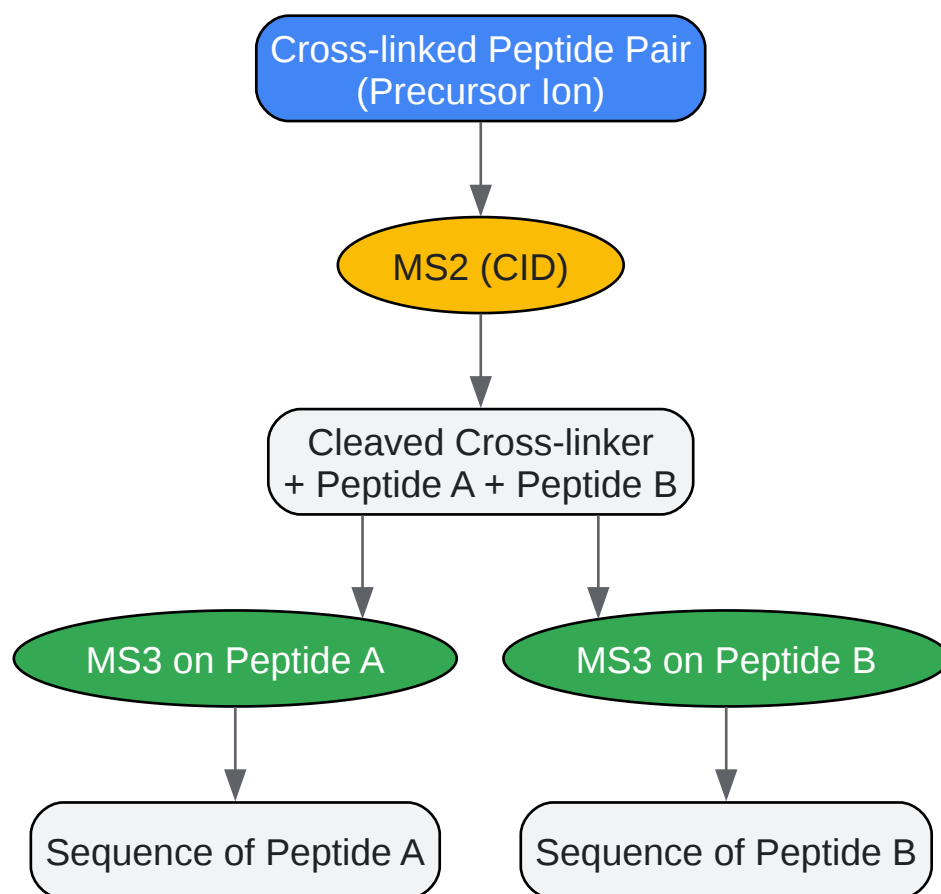 Cross-linked Peptide Pair
(Precursor Ion)
MS2 (CID)
Cleaved Cross-linker
+ Peptide A + Peptide B
MS3 on Peptide A
MS3 on Peptide B
Sequence of Peptide A
Sequence of Peptide B